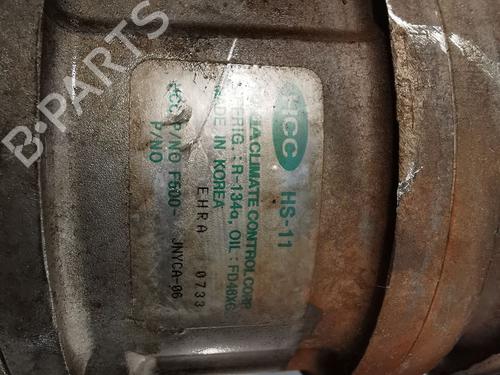 HCC HS-11
CLIMATE CONTROL CORP
R-134a, OIL: FD46XG
MADE IN KOREA
EHRA 0733
HCC P/NO F500- JNYCA-06
P/NO
B-PARTS